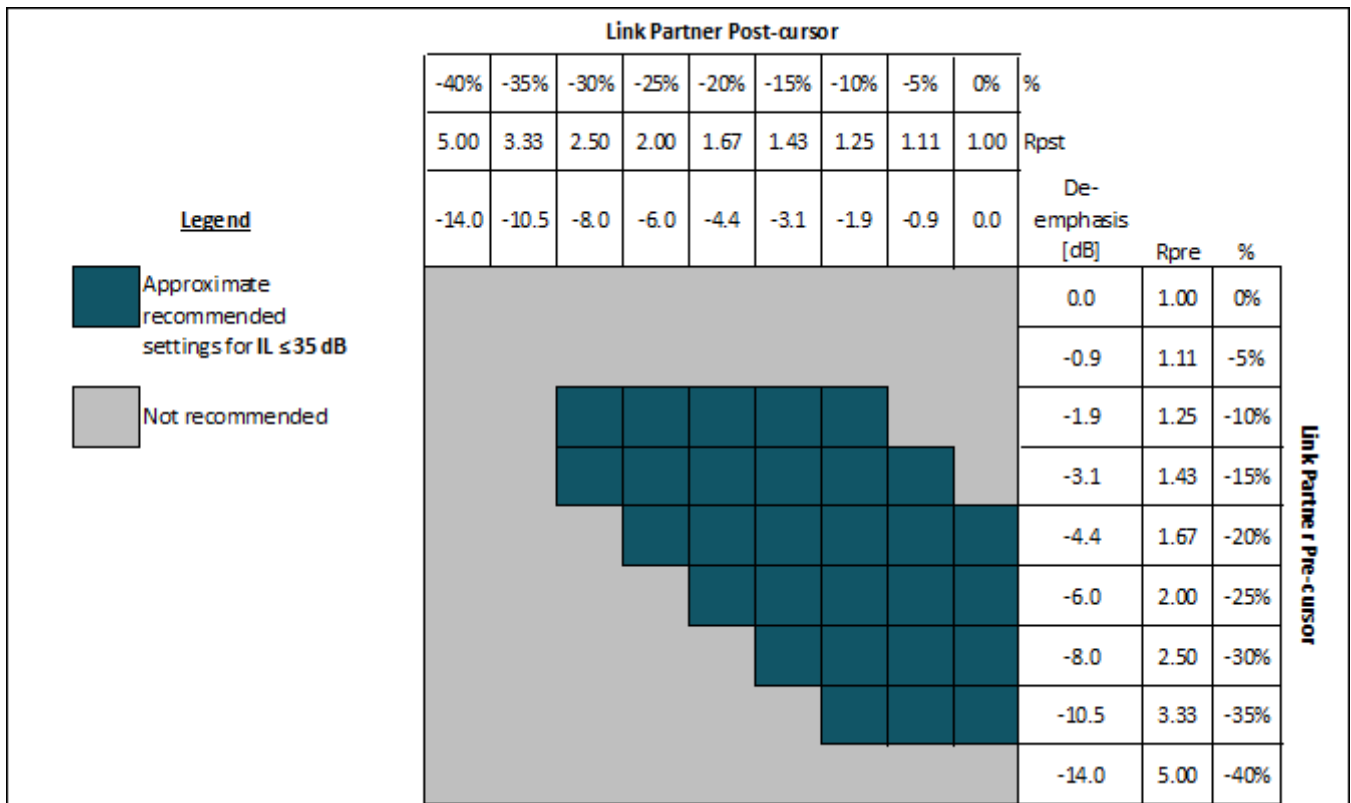 Link Partner Post-cursor
-40% -35% -30% -25% -20% -15% -10% -5% 0% %
5.00 3.33 2.50 2.00 1.67 1.43 1.25 1.11 1.00 Rpst
Legend
-14.0 -10.5 -8.0 -6.0 -4.4 -3.1 -1.9 -0.9 0.0
De-
emphasis
[dB] Rpre %
Approximate
recommended
settings for IL ≤ 35 dB
Not recommended
0.0 1.00 0%
-0.9 1.11 -5%
-1.9 1.25 -10%
-3.1 1.43 -15%
-4.4 1.67 -20%
-6.0 2.00 -25%
-8.0 2.50 -30%
-10.5 3.33 -35%
-14.0 5.00 -40%
Link Partner Pre-cursor